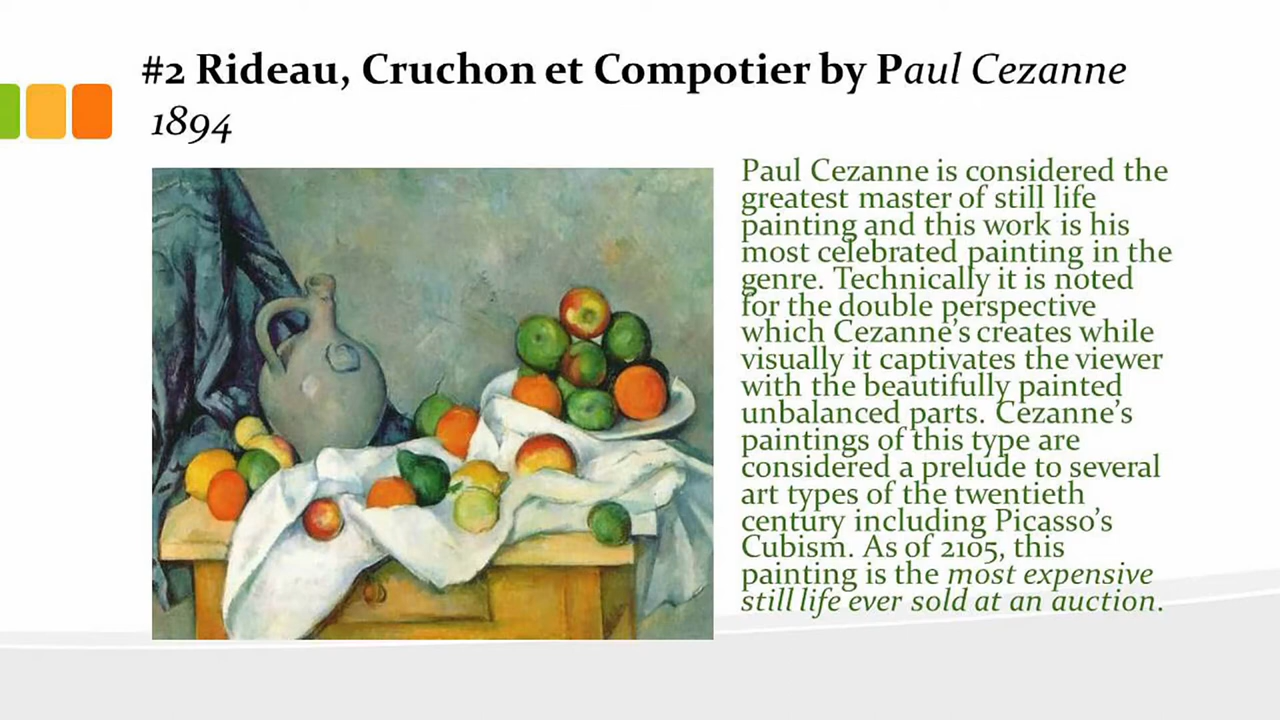 #2 Rideau, Cruchon et Compotier by Paul Cezanne
1894
Paul Cezanne is considered the
greatest master of still life
painting and this work is his
most celebrated painting in the
genre. Technically it is noted
for the double perspective
which Cezanne’s creates while
visually it captivates the viewer
with the beautifully painted
unbalanced parts. Cezanne’s
paintings of this type are
considered a prelude to several
art types of the twentieth
century including Picasso’s
Cubism. As of 2105, this
painting is the most expensive
still life ever sold at an auction.